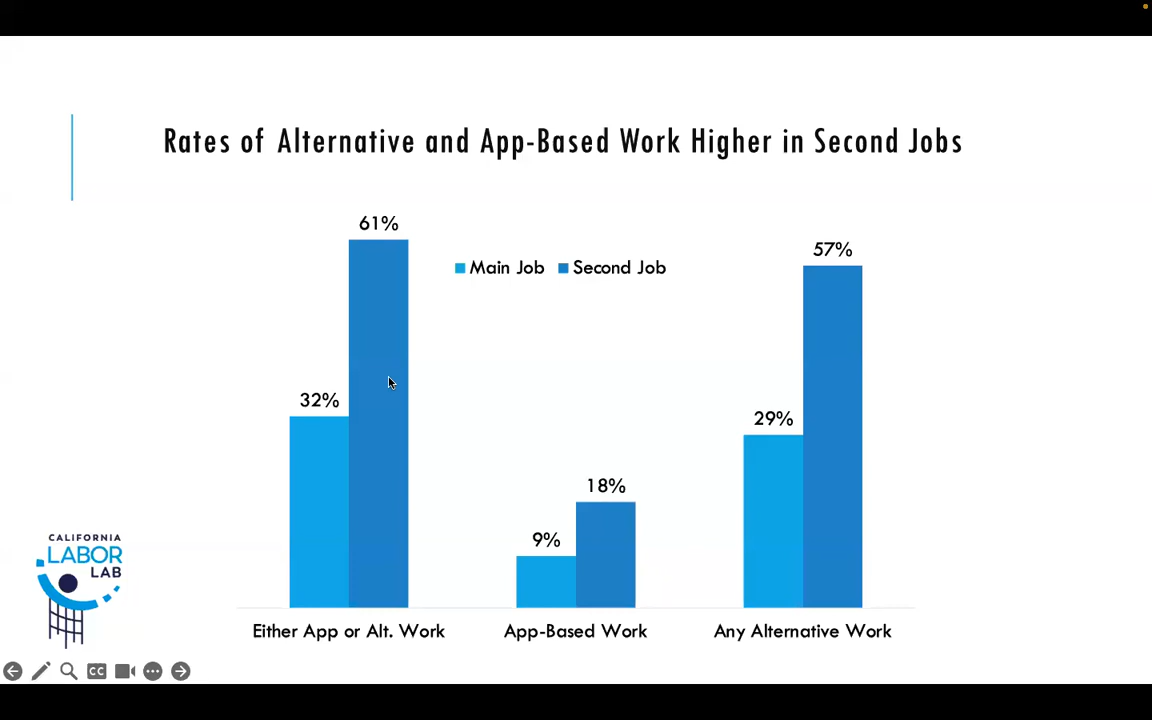 Rates of Alternative and App-Based Work Higher in Second Jobs
61%
57%
Main Job Second Job
32%
29%
18%
9%
CALIFORNIA
LABOR
LAB
Either App or Alt. Work App-Based Work Any Alternative Work
CC